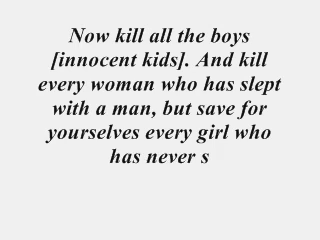 Now kill all the boys
[innocent kids]. And kill
every woman who has slept
with a man, but save for
yourselves every girl who
has never s